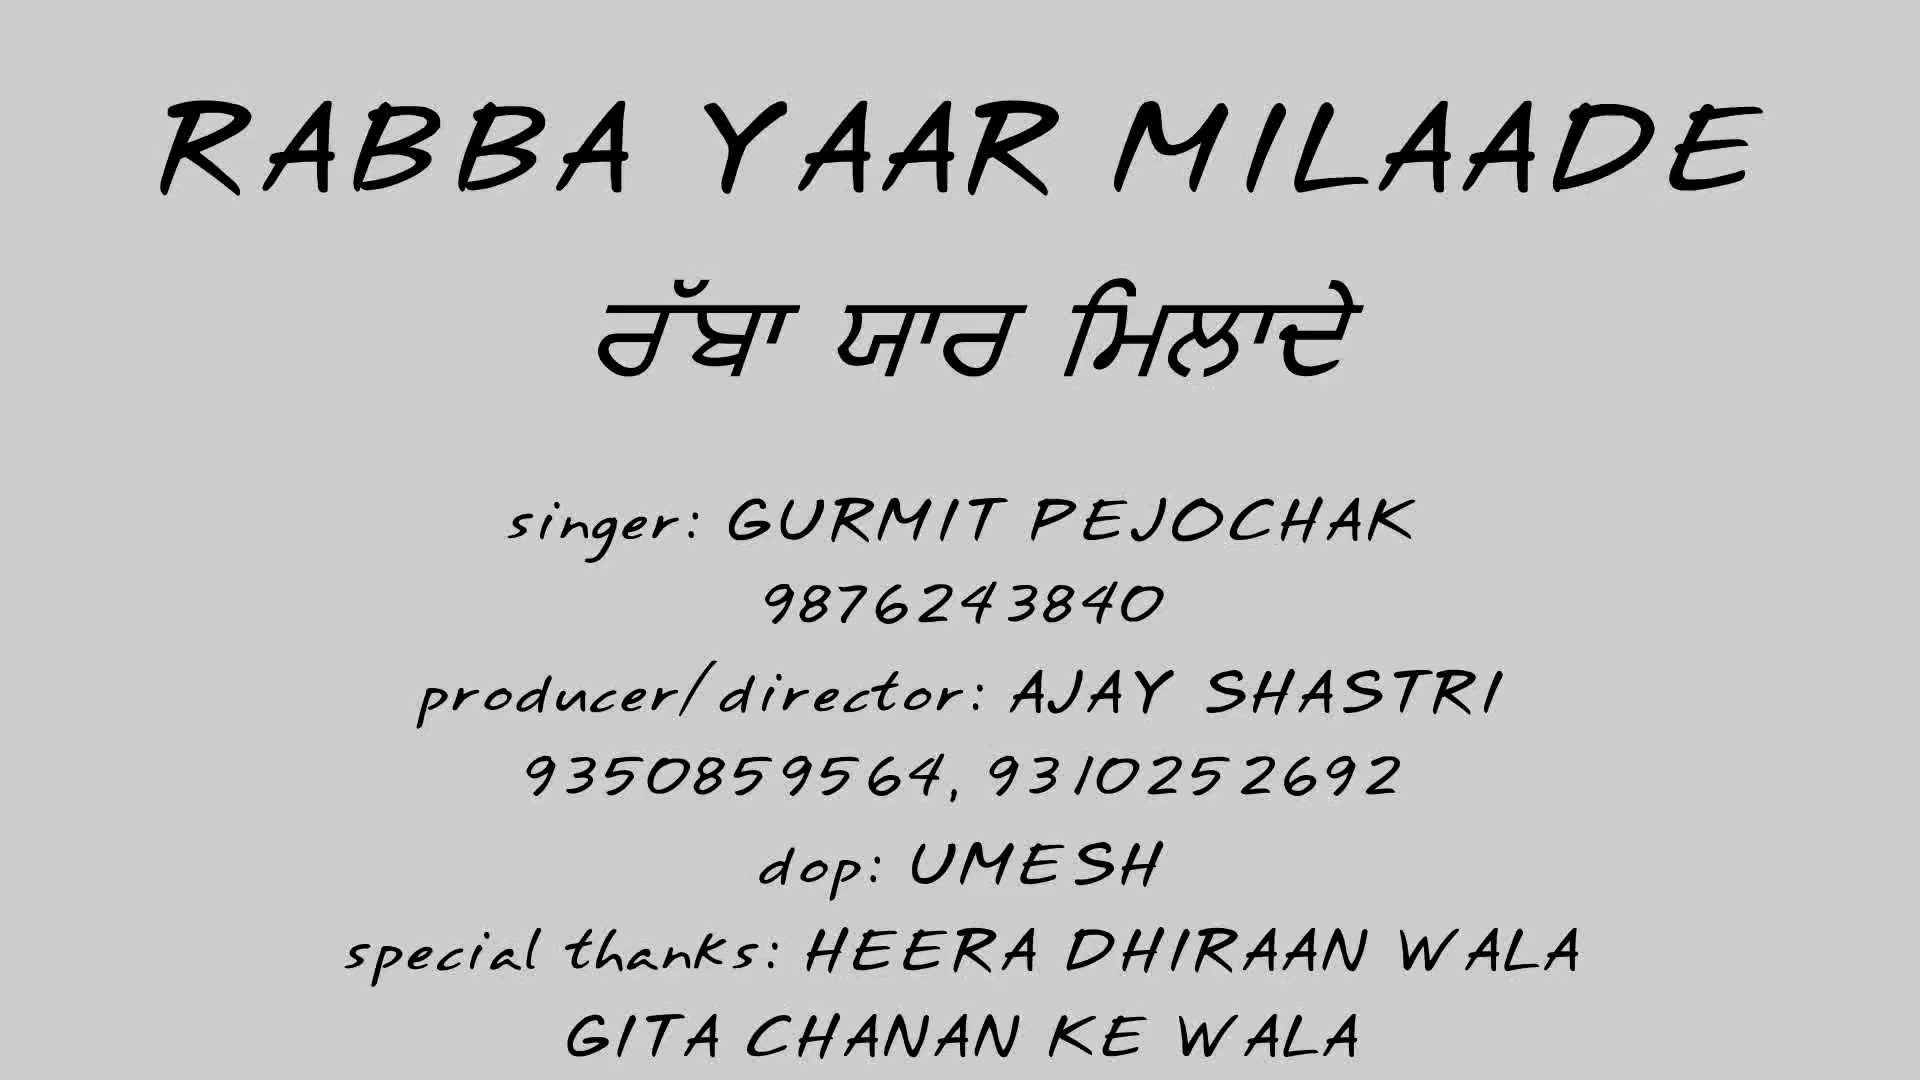 RABBA YAAR MILAADE
ਰੱਬਾ ਯਾਰ ਮਿਲਾਦੇ
singer: GURMIT PEJOCHAK
9876243840
producer/director: AJAY SHASTRI
9350859564, 9310252692
dop: UMESH
special thanks: HEERA DHIRAAN WALA
GITA CHANAN KE WALA